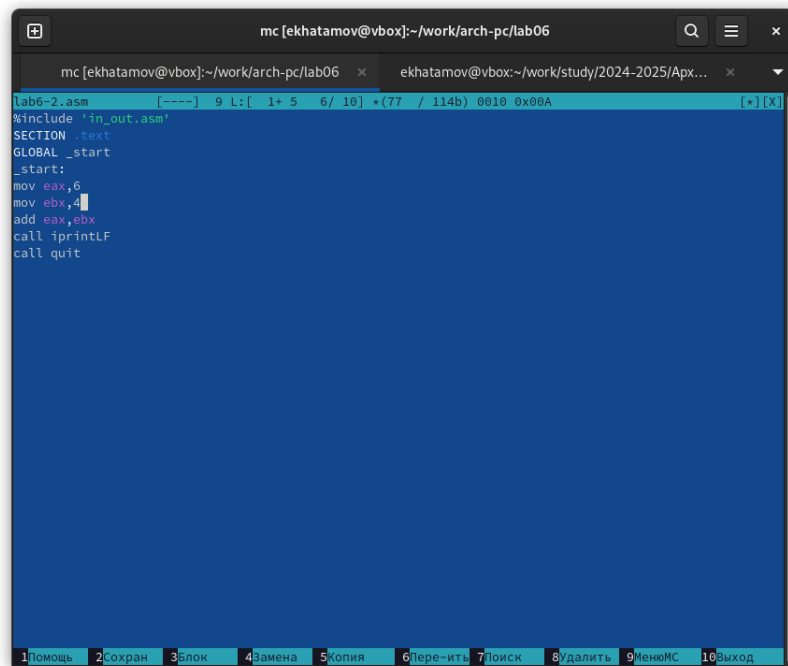 mc [ekhatamov@vbox]:~/work/arch-pc/lab06
mc [ekhatamov@vbox]:~/work/arch-pc/lab06 × ekhatamov@vbox:~/work/study/2024-2025/Арх... ×
lab6-2.asm [----] 9 L:[ 1+ 5 6/ 10] *(77 / 114b) 0010 0x00A [*][X]
%include 'in_out.asm'
SECTION .text
GLOBAL _start
_start:
mov eax,6
mov ebx,4
add eax,ebx
call iprintLF
call quit
1Помощь 2Сохран 3Блок 4Замена 5Копия 6Пере~ить 7Поиск 8Удалить 9МенюMC 10Выход